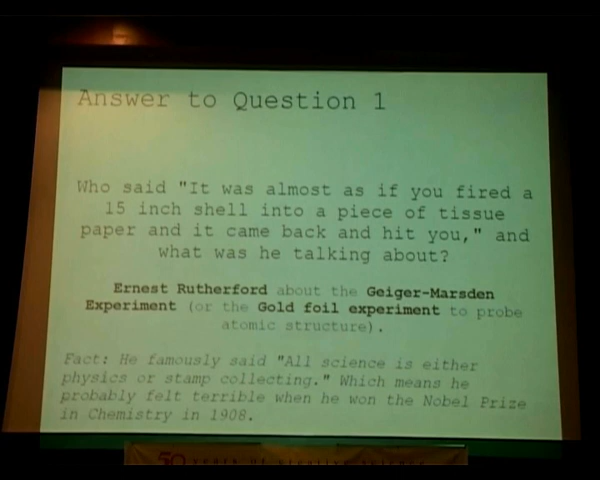 Answer to Question 1
Who said "It was almost as if you fired a
15 inch shell into a piece of tissue
paper and it came back and hit you," and
what was he talking about?
Ernest Rutherford about the Geiger-Marsden
Experiment (or the Gold foil experiment to probe
atomic structure).
Fact: He famously said "All science is either
physics or stamp collecting." Which means he
probably felt terrible when he won the Nobel Prize
in Chemistry in 1908.
50 years of